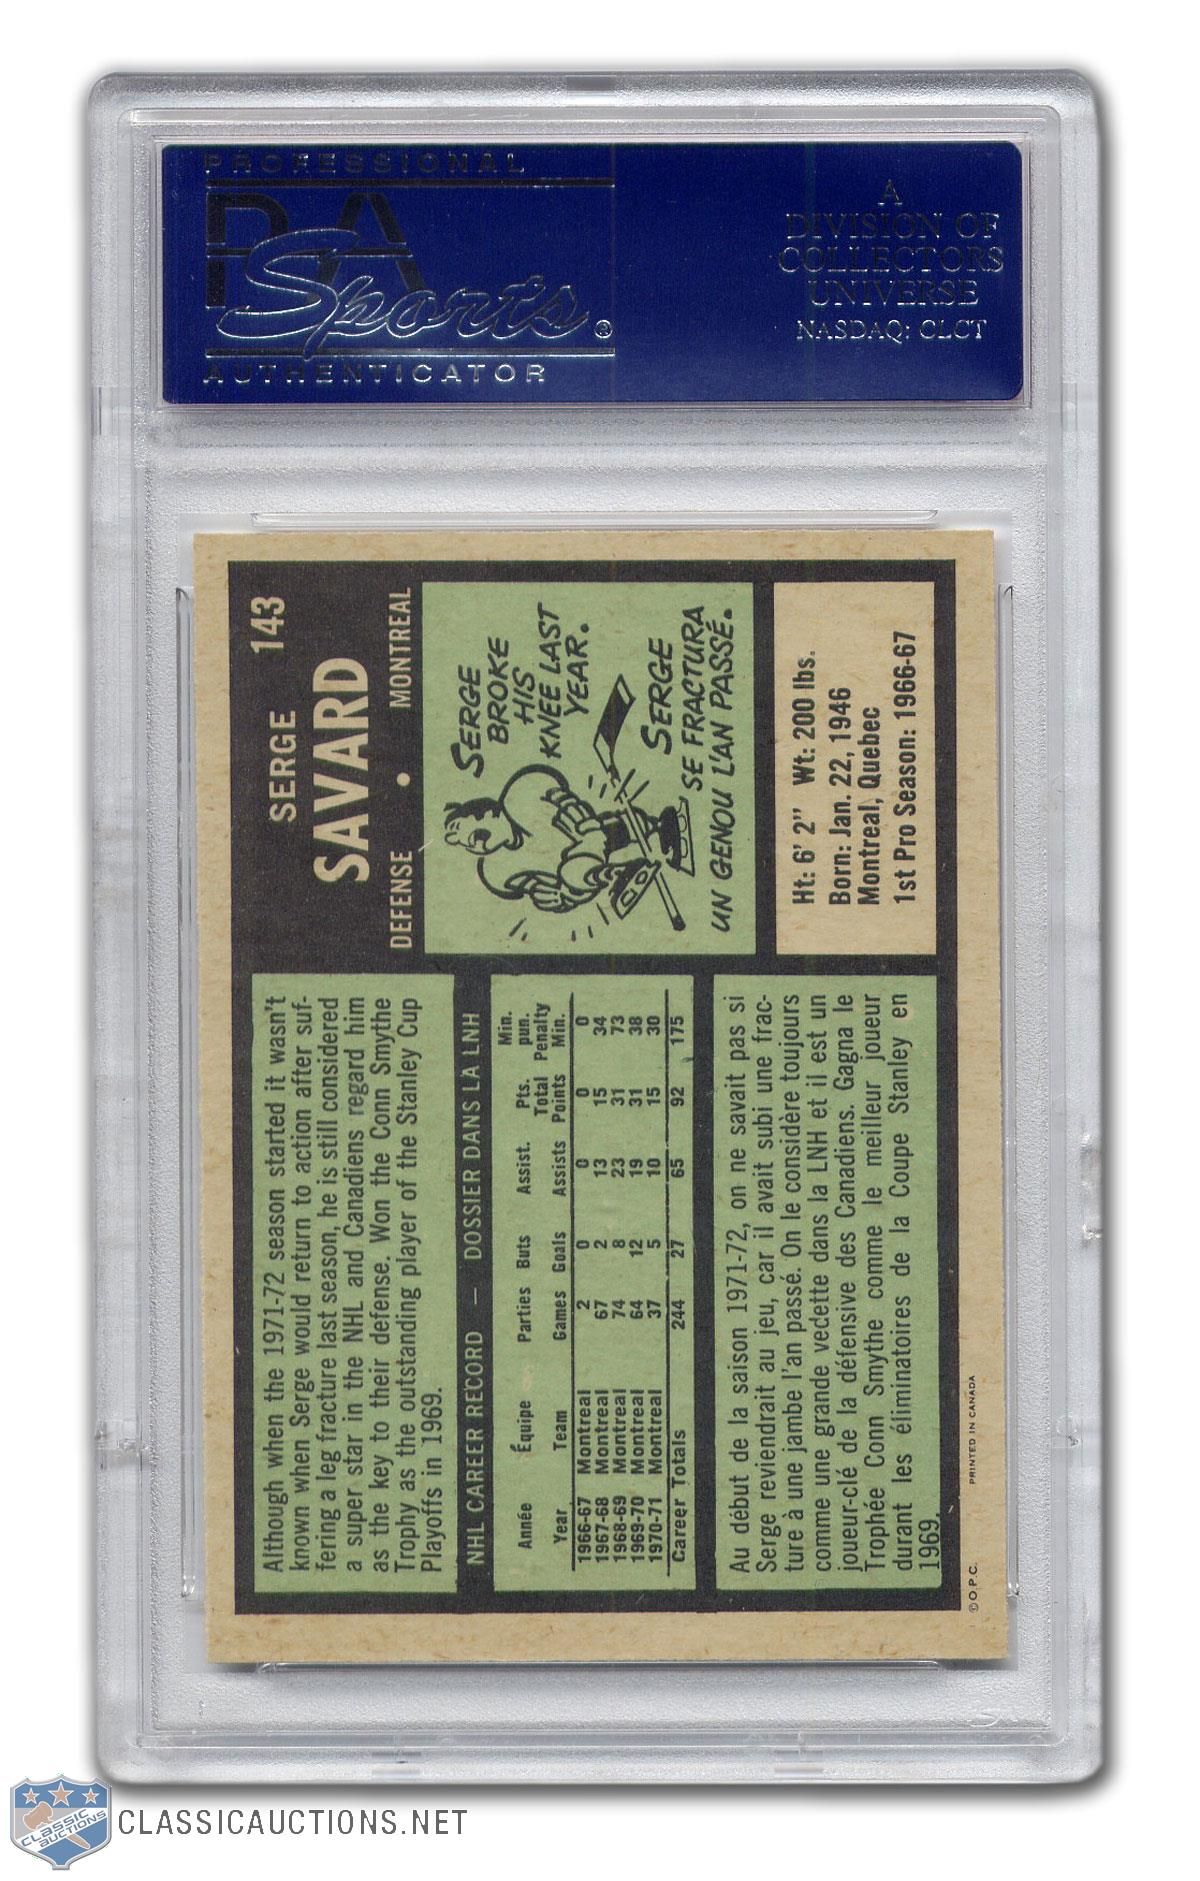 PROFESSIONAL
PSA
Sports®
AUTHENTICATOR
A
DIVISION OF
COLLECTORS
UNIVERSE
NASDAQ: CLCT
SERGE 143
SAVARD
DEFENSE • MONTREAL
Although when the 1971-72 season started it wasn't
known when Serge would return to action after suf-
fering a leg fracture last season, he is still considered
a super star in the NHL and Canadiens regard him
as the key to their defense. Won the Conn Smythe
Trophy as the outstanding player of the Stanley Cup
Playoffs in 1969.
SERGE
BROKE
HIS
KNEE LAST
YEAR.
SERGE
SE FRACTURA
UN GENOU L'AN PASSÉ.
NHL CAREER RECORD — DOSSIER DANS LA LNH
Min.
Pts. pun.
Année Équipe Parties Buts Assist. Total Penalty
Year Team Games Goals Assists Points Min.
1966-67 Montreal 2 0 0 0 0
1967-68 Montreal 67 2 13 15 34
1968-69 Montreal 74 8 23 31 73
1969-70 Montreal 64 12 19 31 38
1970-71 Montreal 37 5 10 15 30
Career Totals 244 27 65 92 175
Au début de la saison 1971-72, on ne savait pas si
Serge reviendrait au jeu, car il avait subi une frac-
ture à une jambe l'an passé. On le considère toujours
comme une grande vedette dans la LNH et il est un
joueur-clé de la défensive des Canadiens. Gagna le
Trophée Conn Smythe comme le meilleur joueur
durant les éliminatoires de la Coupe Stanley en
1969.
Ht: 6' 2" Wt: 200 lbs.
Born: Jan. 22, 1946
Montreal, Quebec
1st Pro Season: 1966-67
© O.P.C. PRINTED IN CANADA
CLASSIC
AUCTIONS
CLASSICAUCTIONS.NET